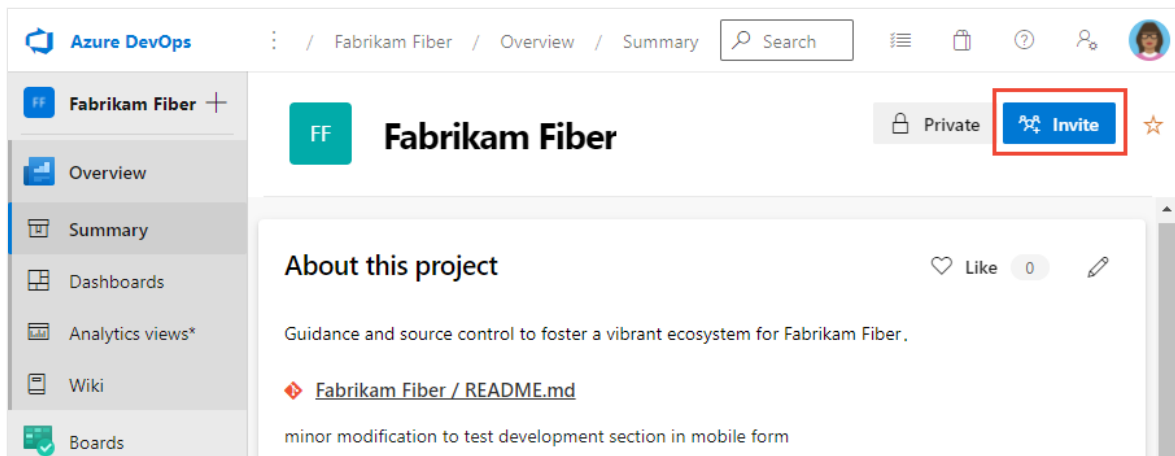 Azure DevOps
/ Fabrikam Fiber / Overview / Summary
Search
FF Fabrikam Fiber
FF
Fabrikam Fiber
Private
Invite
Overview
Summary
Dashboards
Analytics views*
Wiki
Boards
About this project
Like 0
Guidance and source control to foster a vibrant ecosystem for Fabrikam Fiber.
Fabrikam Fiber / README.md
minor modification to test development section in mobile form